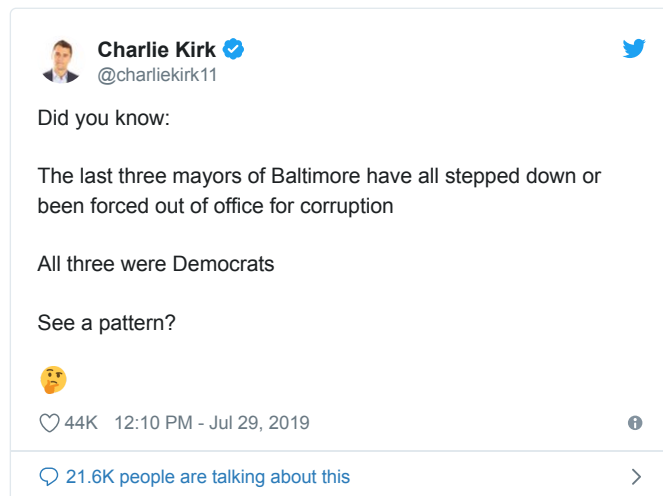 Charlie Kirk
@charliekirk11
Did you know:
The last three mayors of Baltimore have all stepped down or
been forced out of office for corruption
All three were Democrats
See a pattern?
🤔
44K 12:10 PM - Jul 29, 2019
21.6K people are talking about this